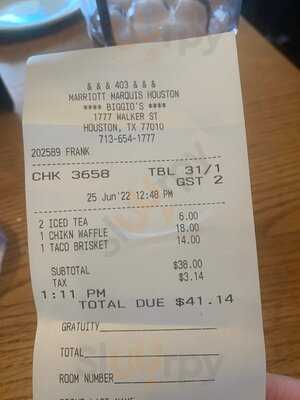 & & & 403 & & &
MARRIOTT MARQUIS HOUSTON
**** BIGGIO'S ****
1777 WALKER ST
HOUSTON, TX 77010
713-654-1777
202589 FRANK
CHK 3658 TBL 31/1
GST 2
25 Jun'22 12:48 PM
2 ICED TEA 6.00
1 CHIKN WAFFLE 18.00
1 TACO BRISKET 14.00
SUBTOTAL $38.00
TAX $3.14
1:11 PM
TOTAL DUE $41.14
GRATUITY
TOTAL
ROOM NUMBER